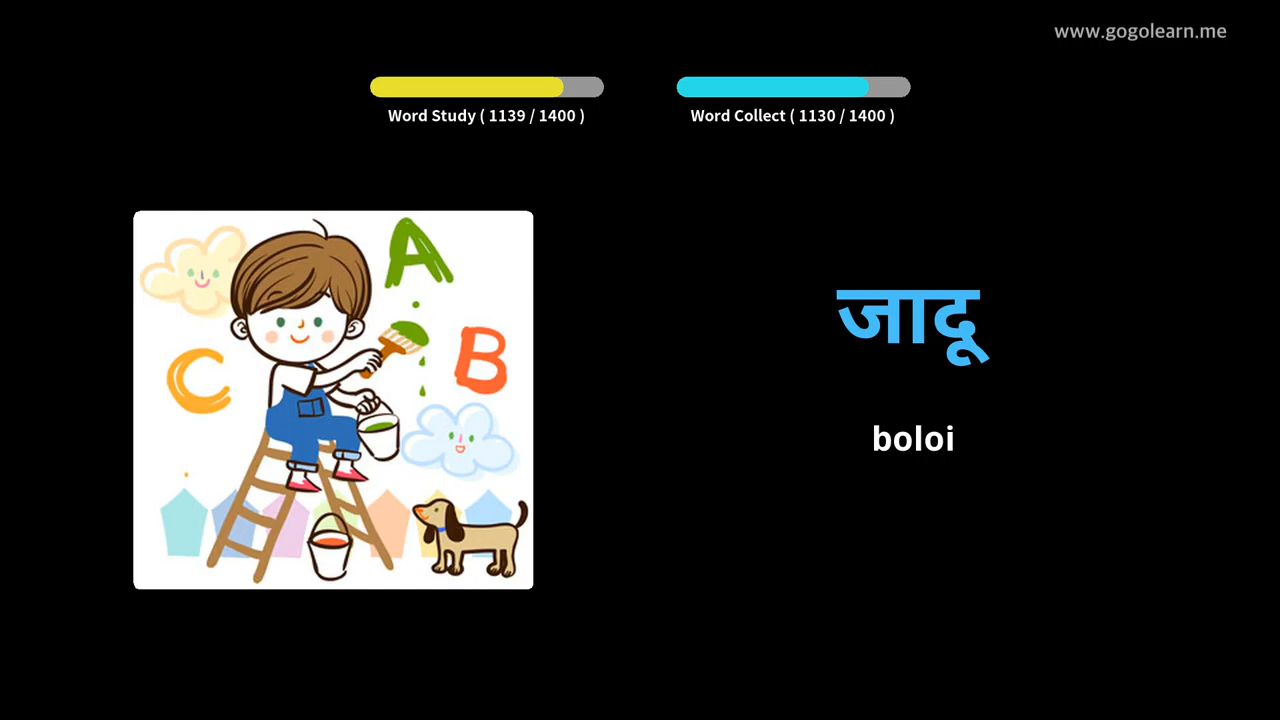 www.gogolearn.me
Word Study ( 1139 / 1400 )
Word Collect ( 1130 / 1400 )
A
B
C
जादू
boloi